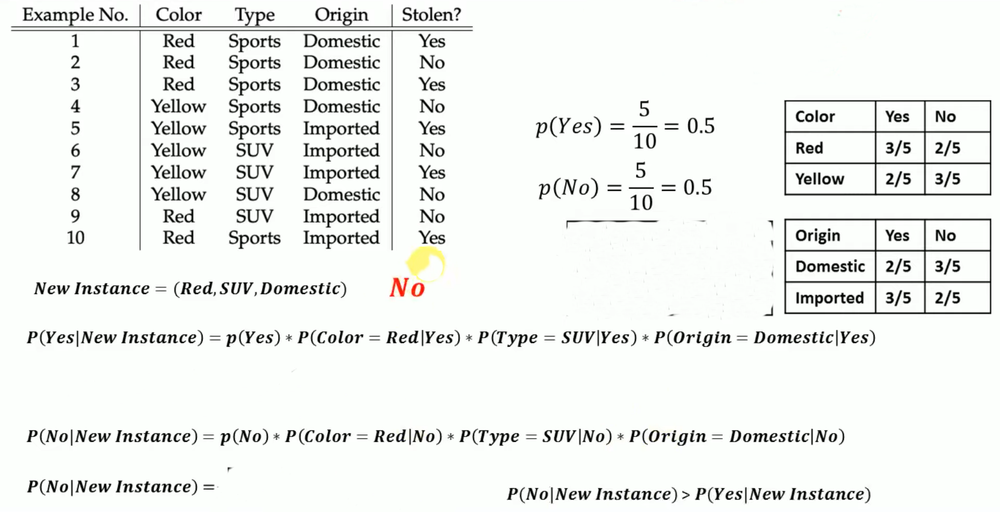 Example No. Color Type Origin Stolen?
1 Red Sports Domestic Yes
2 Red Sports Domestic No
3 Red Sports Domestic Yes
4 Yellow Sports Domestic No
5 Yellow Sports Imported Yes
6 Yellow SUV Imported No
7 Yellow SUV Imported Yes
8 Yellow SUV Domestic No
9 Red SUV Imported No
10 Red Sports Imported Yes
p(Yes) = 5/10 = 0.5
p(No) = 5/10 = 0.5
Color Yes No
Red 3/5 2/5
Yellow 2/5 3/5
Origin Yes No
Domestic 2/5 3/5
Imported 3/5 2/5
New Instance = (Red, SUV, Domestic) No
P(Yes|New Instance) = p(Yes) * P(Color = Red|Yes) * P(Type = SUV|Yes) * P(Origin = Domestic|Yes)
P(No|New Instance) = p(No) * P(Color = Red|No) * P(Type = SUV|No) * P(Origin = Domestic|No)
P(No|New Instance) =
P(No|New Instance) > P(Yes|New Instance)